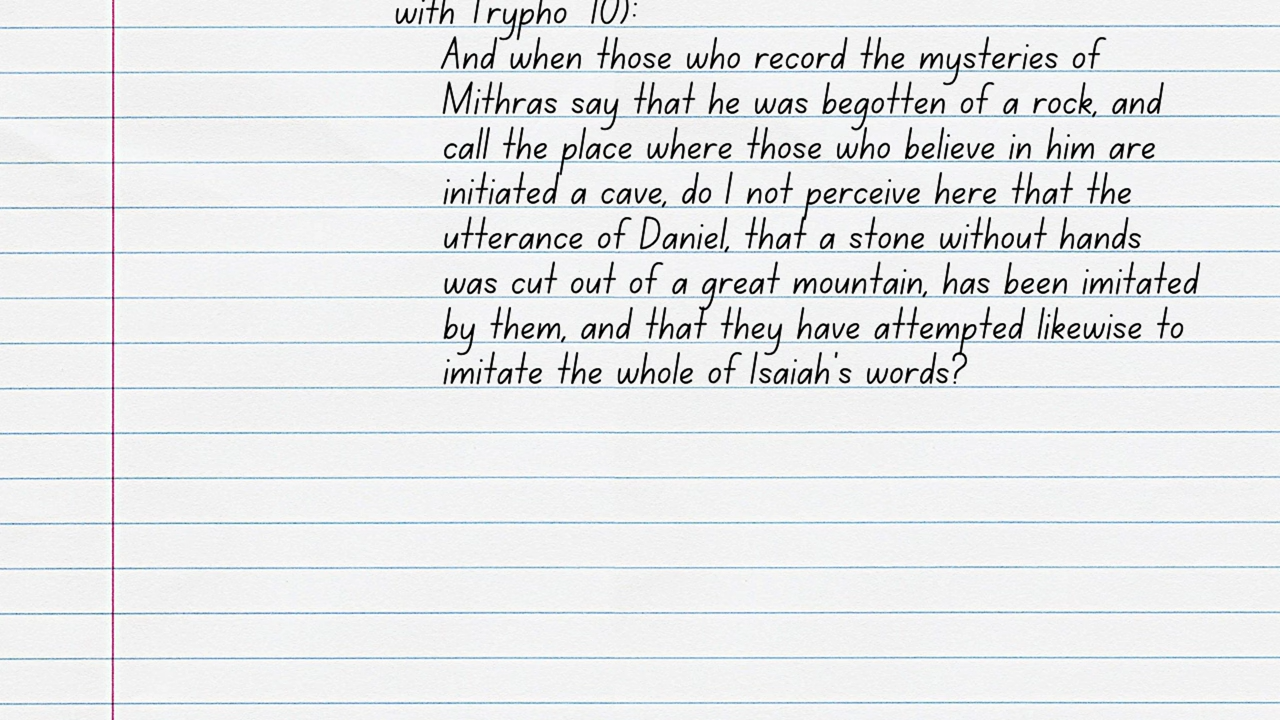 with Trypho 70):
And when those who record the mysteries of
Mithras say that he was begotten of a rock, and
call the place where those who believe in him are
initiated a cave, do I not perceive here that the
utterance of Daniel, that a stone without hands
was cut out of a great mountain, has been imitated
by them, and that they have attempted likewise to
imitate the whole of Isaiah's words?